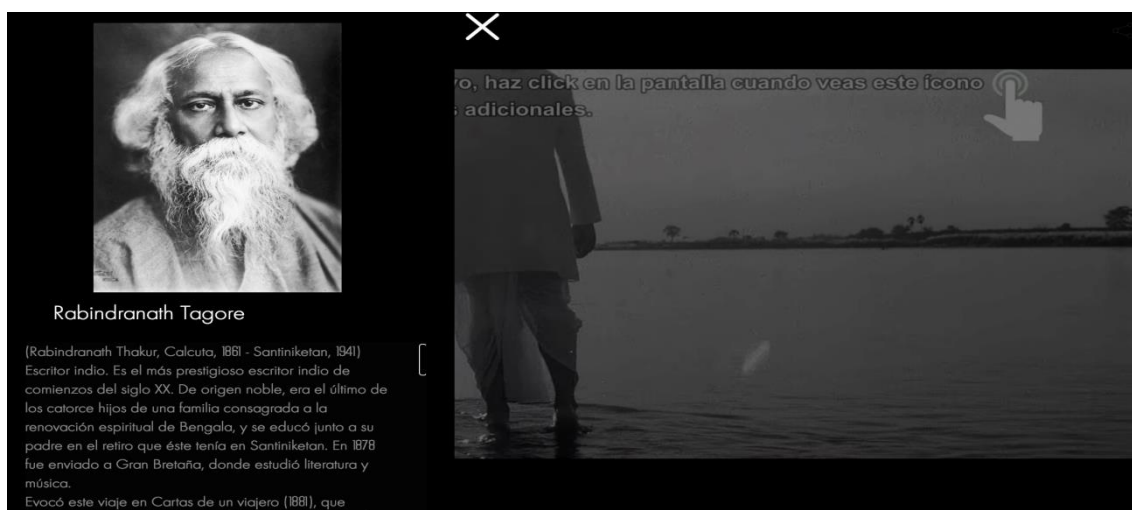 Rabindranath Tagore
(Rabindranath Thakur, Calcuta, 1861 - Santiniketan, 1941)
Escritor indio. Es el más prestigioso escritor indio de
comienzos del siglo XX. De origen noble, era el último de
los catorce hijos de una familia consagrada a la
renovación espiritual de Bengala, y se educó junto a su
padre en el retiro que éste tenía en Santiniketan. En 1878
fue enviado a Gran Bretaña, donde estudió literatura y
música.
Evocó este viaje en Cartas de un viajero (1881), que
yo, haz click en la pantalla cuando veas este ícono
s adicionales.